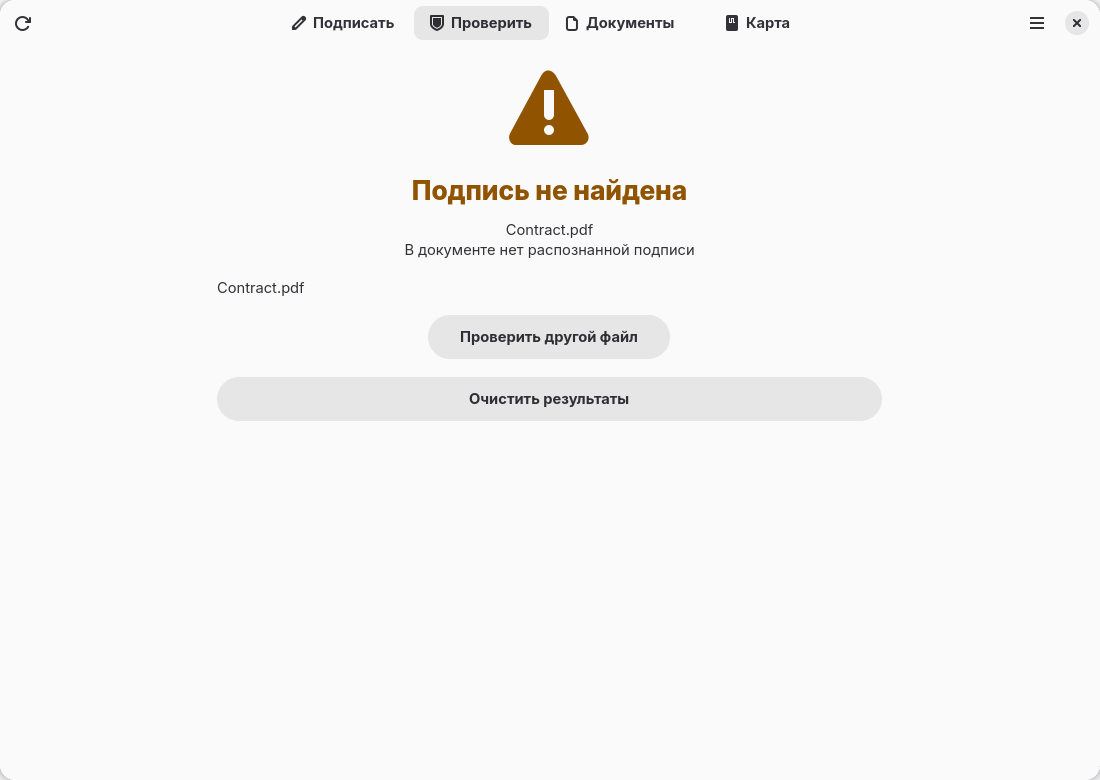 Подписать
Проверить
Документы
Карта
Подпись не найдена
Contract.pdf
В документе нет распознанной подписи
Contract.pdf
Проверить другой файл
Очистить результаты